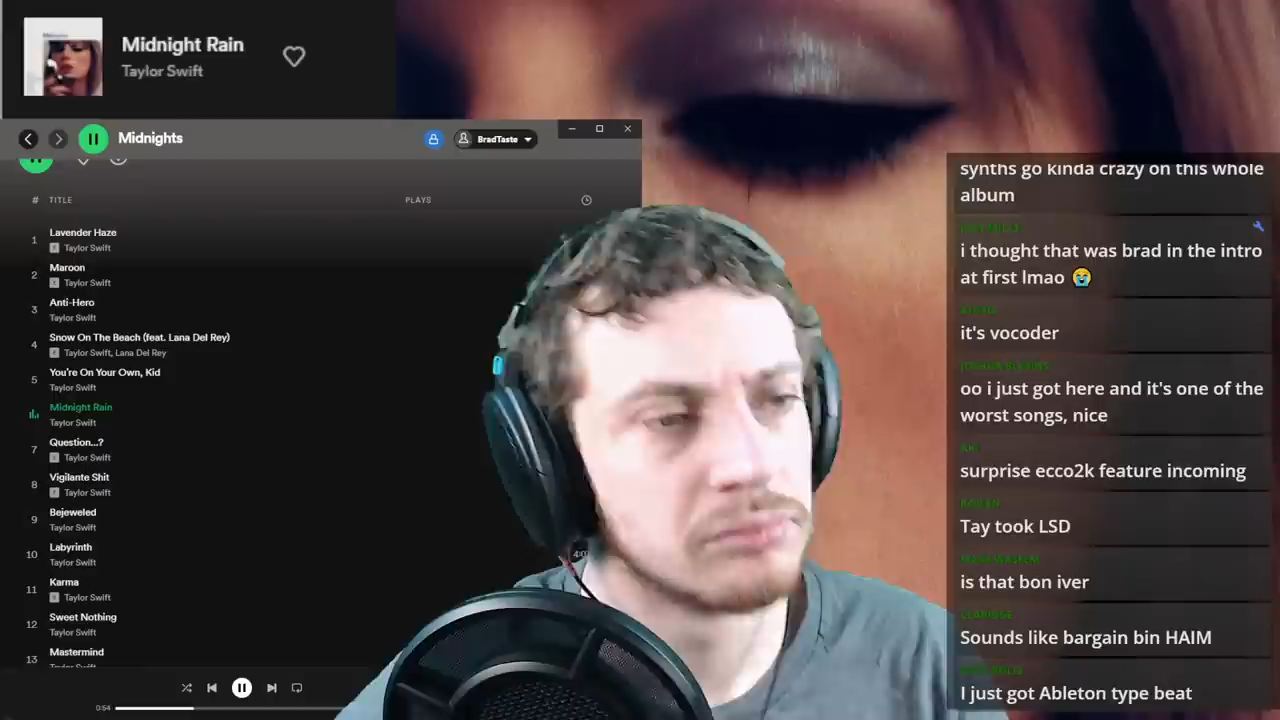 Midnight Rain
Taylor Swift
Midnights
BradTaste
# TITLE PLAYS
1 Lavender Haze
E Taylor Swift
2 Maroon
E Taylor Swift
3 Anti-Hero
Taylor Swift
4 Snow On The Beach (feat. Lana Del Rey)
E Taylor Swift, Lana Del Rey
5 You're On Your Own, Kid
Taylor Swift
Midnight Rain
Taylor Swift
7 Question...?
E Taylor Swift
8 Vigilante Shit
E Taylor Swift
9 Bejeweled
Taylor Swift
10 Labyrinth
Taylor Swift
11 Karma
E Taylor Swift
12 Sweet Nothing
Taylor Swift
13 Mastermind
Taylor Swift
0:54
synths go kinda crazy on this whole
album
i thought that was brad in the intro
at first lmao 😭
it's vocoder
oo i just got here and it's one of the
worst songs, nice
surprise ecco2k feature incoming
Tay took LSD
is that bon iver
Sounds like bargain bin HAIM
I just got Ableton type beat